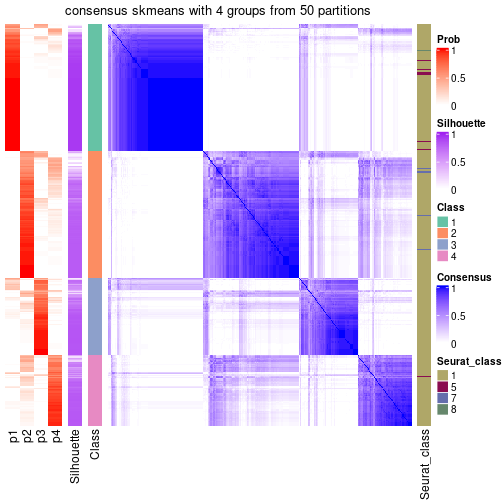 consensus skmeans with 4 groups from 50 partitions
Prob
1
0.5
0
Silhouette
1
0.5
0
Class
1
2
3
4
Consensus
1
0.5
0
Seurat_class
1
5
7
8
p1
p2
p3
p4
Silhouette
Class
Seurat_class